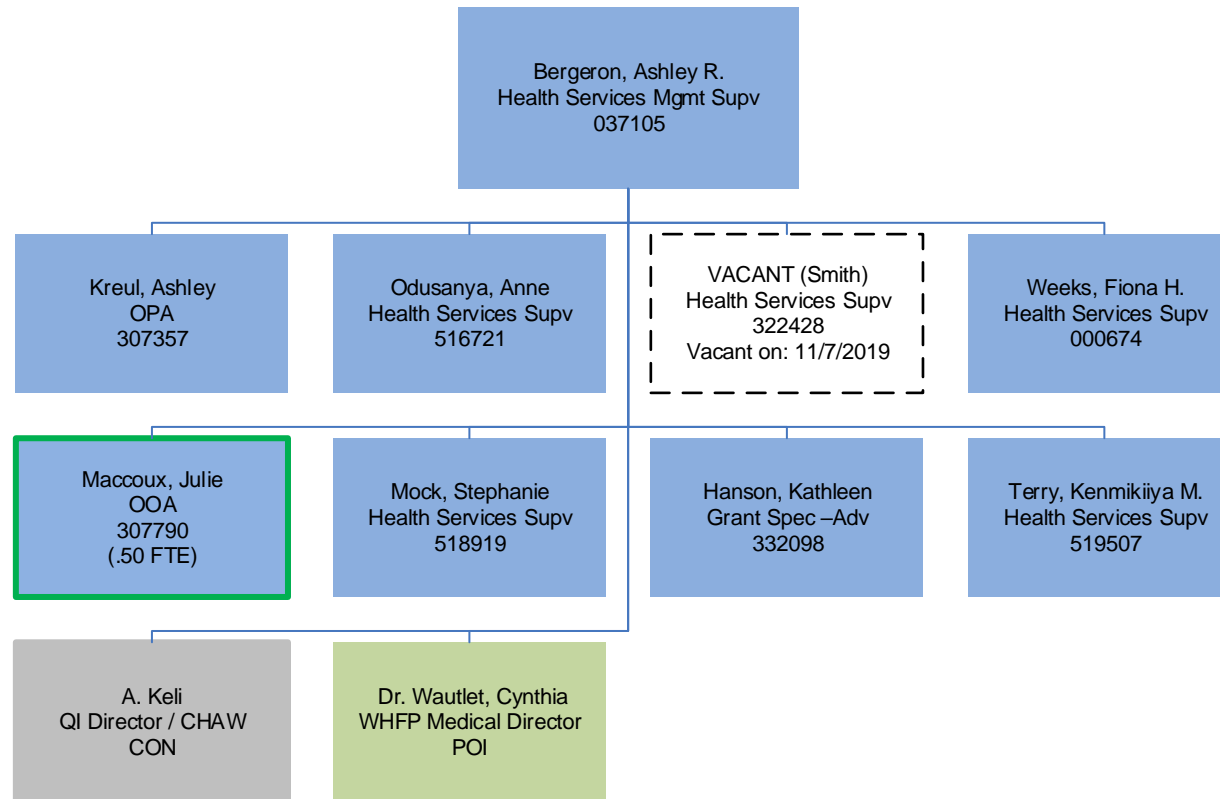 Bergeron, Ashley R.
Health Services Mgmt Supv
037105
Kreul, Ashley
OPA
307357
Odusanya, Anne
Health Services Supv
516721
VACANT (Smith)
Health Services Supv
322428
Vacant on: 11/7/2019
Weeks, Fiona H.
Health Services Supv
000674
Maccoux, Julie
OOA
307790
(.50 FTE)
Mock, Stephanie
Health Services Supv
518919
Hanson, Kathleen
Grant Spec –Adv
332098
Terry, Kenmikiiya M.
Health Services Supv
519507
A. Keli
QI Director / CHAW
CON
Dr. Wautlet, Cynthia
WHFP Medical Director
POI